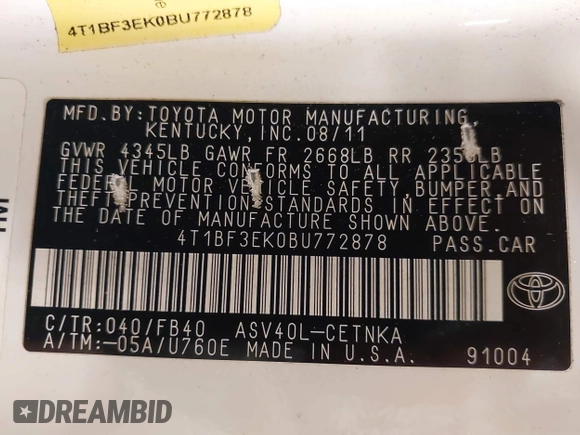 4T1BF3EK0BU772878
MFD.BY:TOYOTA MOTOR MANUFACTURING,
KENTUCKY,INC.08/11
GVWR 4345LB GAWR FR 2668LB RR LB
THIS VEHICLE CONFORMS TO ALL APPLICABLE
FEDERAL MOTOR VEHICLE SAFETY, BUMPER, AND
THEFT PREVENTION STANDARDS IN EFFECT ON
THE DATE OF MANUFACTURE SHOWN ABOVE.
4T1BF3EK0BU772878 PASS.CAR
C/TR:040/FB40 ASV40L-CETNKA
A/TM:-05A/U760E MADE IN U.S.A. 91004
TOYOTA
DREAMBID